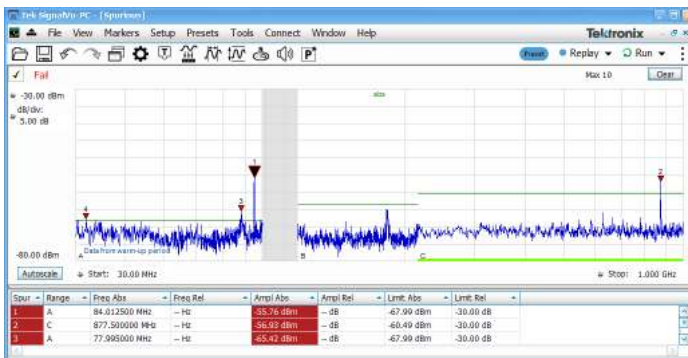 Tek SignalVu-PC - [Spurious]
File View Markers Setup Presets Tools Connect Window Help
Tektronix
Preset Replay Run
Fail
Max 10 Clear
-30.00 dBm
dB/div:
5.00 dB
abs
1
2
3
4
-80.00 dBm
A Data from warm-up period
B
C
Autoscale Start: 30.00 MHz Stop: 1.000 GHz
Spur Range Freq Abs Freq Rel Ampl Abs Ampl Rel Limit Abs Limit Rel
1 A 84.012500 MHz -- Hz -55.76 dBm -- dB -67.99 dBm -30.00 dB
2 C 877.500000 MHz -- Hz -56.93 dBm -- dB -60.49 dBm -30.00 dB
3 A 77.995000 MHz -- Hz -65.42 dBm -- dB -67.99 dBm -30.00 dB